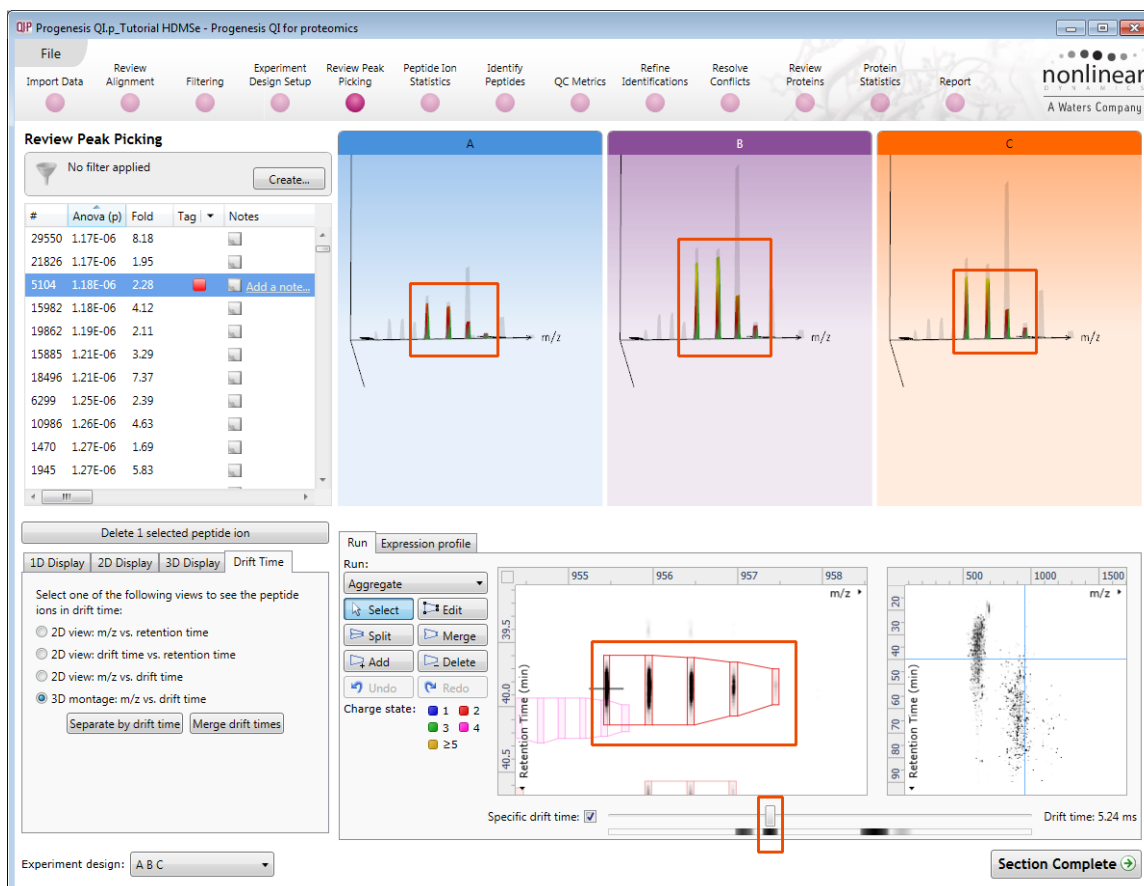 Progenesis QI.p_Tutorial HDMSe - Progenesis QI for proteomics
File
Import Data
Review Alignment
Filtering
Experiment Design Setup
Review Peak Picking
Peptide Ion Statistics
Identify Peptides
QC Metrics
Refine Identifications
Resolve Conflicts
Review Proteins
Protein Statistics
Report
nonlinear
DYNAMICS
A Waters Company
Review Peak Picking
No filter applied
Create...
# Anova (p) Fold Tag Notes
29550 1.17E-06 8.18
21826 1.17E-06 1.95
5104 1.18E-06 2.28 Add a note...
15982 1.18E-06 4.12
19862 1.19E-06 2.11
15885 1.21E-06 3.29
18496 1.21E-06 7.37
6299 1.25E-06 2.39
10986 1.26E-06 4.63
1470 1.27E-06 1.69
1945 1.27E-06 5.83
A
m/z
B
m/z
C
m/z
Delete 1 selected peptide ion
1D Display 2D Display 3D Display Drift Time
Select one of the following views to see the peptide
ions in drift time:
2D view: m/z vs. retention time
2D view: drift time vs. retention time
2D view: m/z vs. drift time
3D montage: m/z vs. drift time
Separate by drift time Merge drift times
Run Expression profile
Run:
Aggregate
Select Edit
Split Merge
Add Delete
Undo Redo
Charge state: 1 2
3 4
≥5
955 956 957 958
m/z
39.5
40.0
40.5
Retention Time (min)
500 1000 1500
m/z
20
30
40
50
60
70
80
90
Retention Time (min)
Specific drift time: Drift time: 5.24 ms
Experiment design: A B C
Section Complete